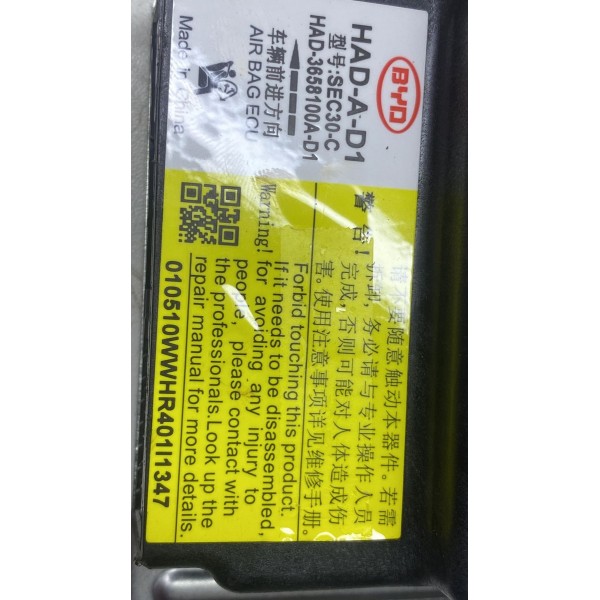 BYD
HAD-A-D1
型号:SEC30-C
HAD-3658100A-D1
车辆前进方向
AIR BAG ECU
Made in China
警告!
请不要随意触动本器件。若需
拆卸,务必请与专业操作人员
完成,否则可能对人体造成伤
害。使用注意事项详见维修手册。
Warning!
Forbid touching this product.
If it needs to be disassembled,
for avoiding any injury to
people, please contact with
the professionals.Look up the
repair manual for more details.
010510WWHR401I1347